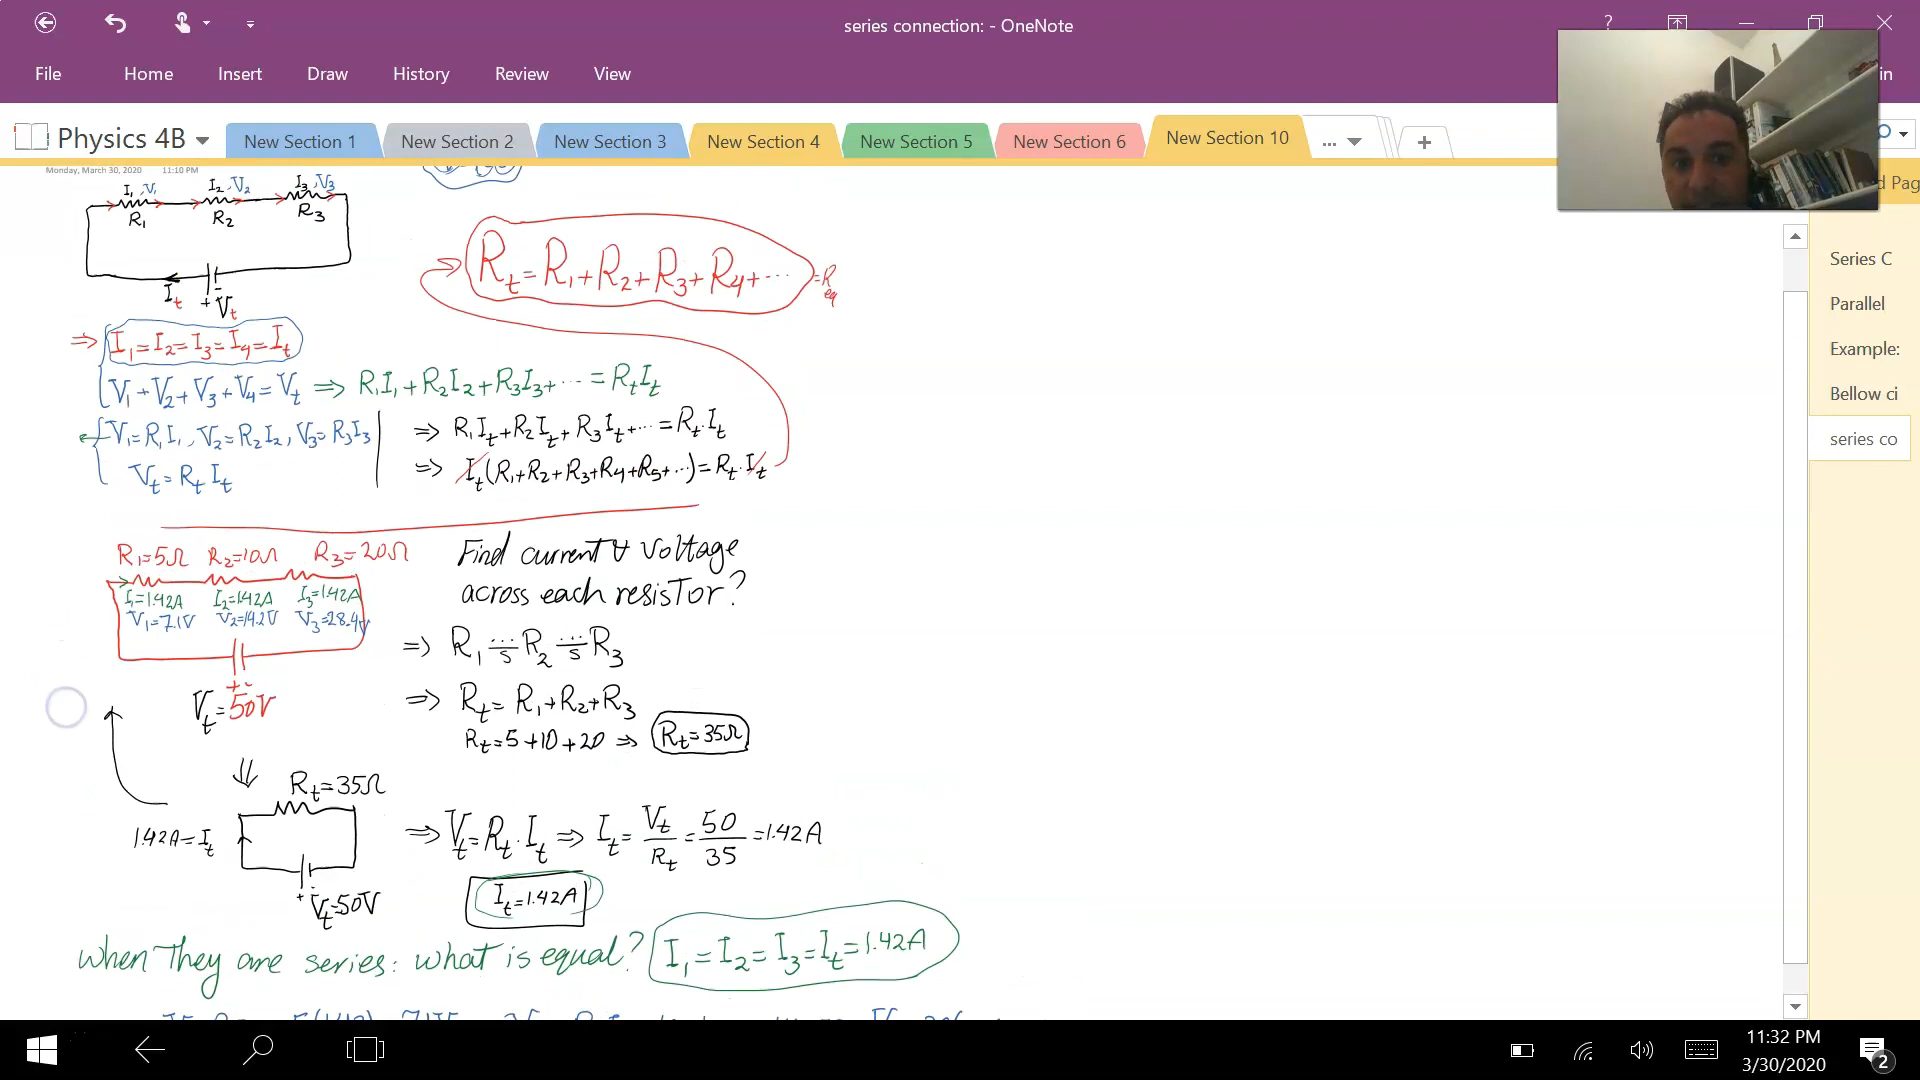 series connection: - OneNote
File Home Insert Draw History Review View in
Physics 4B New Section 1 New Section 2 New Section 3 New Section 4 New Section 5 New Section 6 New Section 10 ... +
Monday, March 30, 2020 11:10 PM
d Pag
Series C
Parallel
Example:
Bellow ci
series co
I₁, V₁ I₂, V₂ I₃, V₃
R₁ R₂ R₃
Iₜ + - Vₜ
Rₜ = R₁ + R₂ + R₃ + R₄ + ... = R eq
⇒ I₁ = I₂ = I₃ = I₄ = Iₜ
V₁ + V₂ + V₃ + V₄ = Vₜ ⇒ R₁I₁ + R₂I₂ + R₃I₃ + ... = RₜIₜ
V₁ = R₁I₁, V₂ = R₂I₂, V₃ = R₃I₃
⇒ R₁Iₜ + R₂Iₜ + R₃Iₜ + ... = Rₜ.Iₜ
Vₜ = Rₜ Iₜ
⇒ Iₜ(R₁ + R₂ + R₃ + R₄ + R₅ + ...) = Rₜ.Iₜ
R₁=5Ω R₂=10Ω R₃=20Ω
I₁=1.42A I₂=1.42A I₃=1.42A
V₁=7.1V V₂=14.2V V₃=28.4V
+ -
Vₜ = 50V
Find current & voltage
across each resistor?
⇒ R₁ ... s R₂ ... s R₃
⇒ Rₜ = R₁ + R₂ + R₃
Rₜ = 5 + 10 + 20 ⇒ Rₜ = 35Ω
⇓ Rₜ = 35Ω
1.42A = Iₜ
+ - Vₜ=50V
⇒ Vₜ = Rₜ . Iₜ ⇒ Iₜ = Vₜ/Rₜ = 50/35 = 1.42A
Iₜ = 1.42A
when They are series: what is equal? I₁ = I₂ = I₃ = Iₜ = 1.42A
11:32 PM
3/30/2020
2